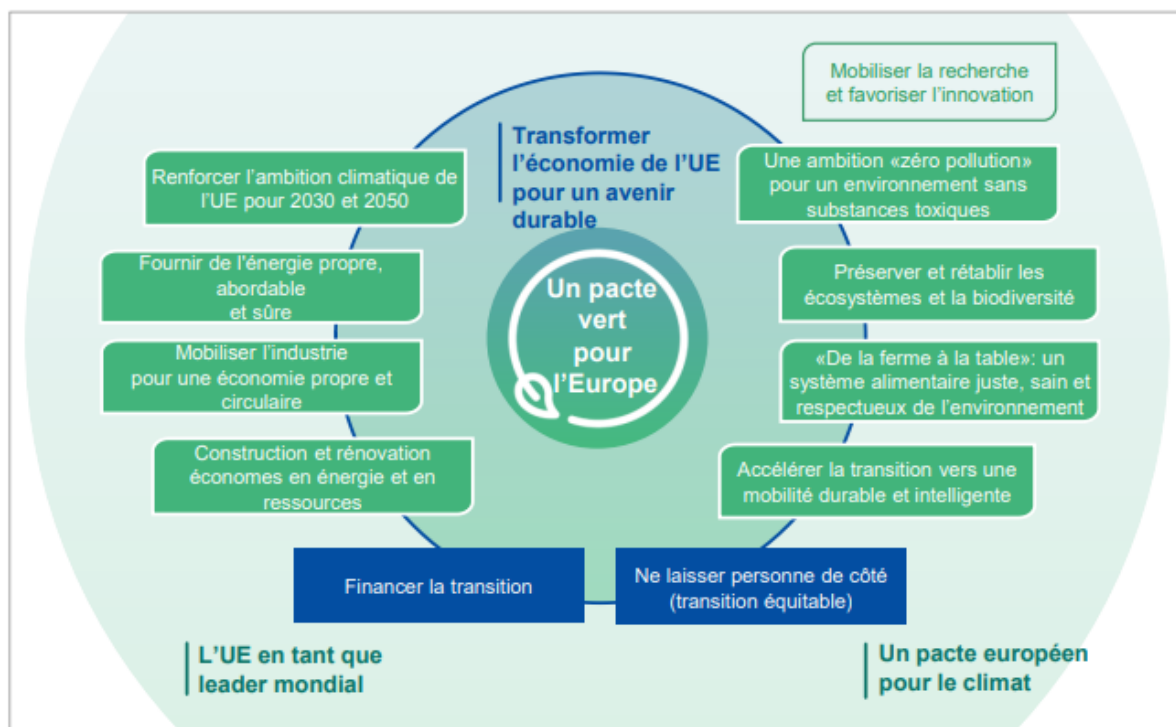 Mobiliser la recherche
et favoriser l’innovation
Transformer
l’économie de l’UE
pour un avenir
durable
Renforcer l’ambition climatique de
l’UE pour 2030 et 2050
Une ambition «zéro pollution»
pour un environnement sans
substances toxiques
Fournir de l'énergie propre,
abordable
et sûre
Un pacte
vert
pour
l’Europe
Préserver et rétablir les
écosystèmes et la biodiversité
Mobiliser l’industrie
pour une économie propre et
circulaire
«De la ferme à la table»: un
système alimentaire juste, sain et
respectueux de l’environnement
Construction et rénovation
économes en énergie et en
ressources
Accélérer la transition vers une
mobilité durable et intelligente
Financer la transition
Ne laisser personne de côté
(transition équitable)
L’UE en tant que
leader mondial
Un pacte européen
pour le climat